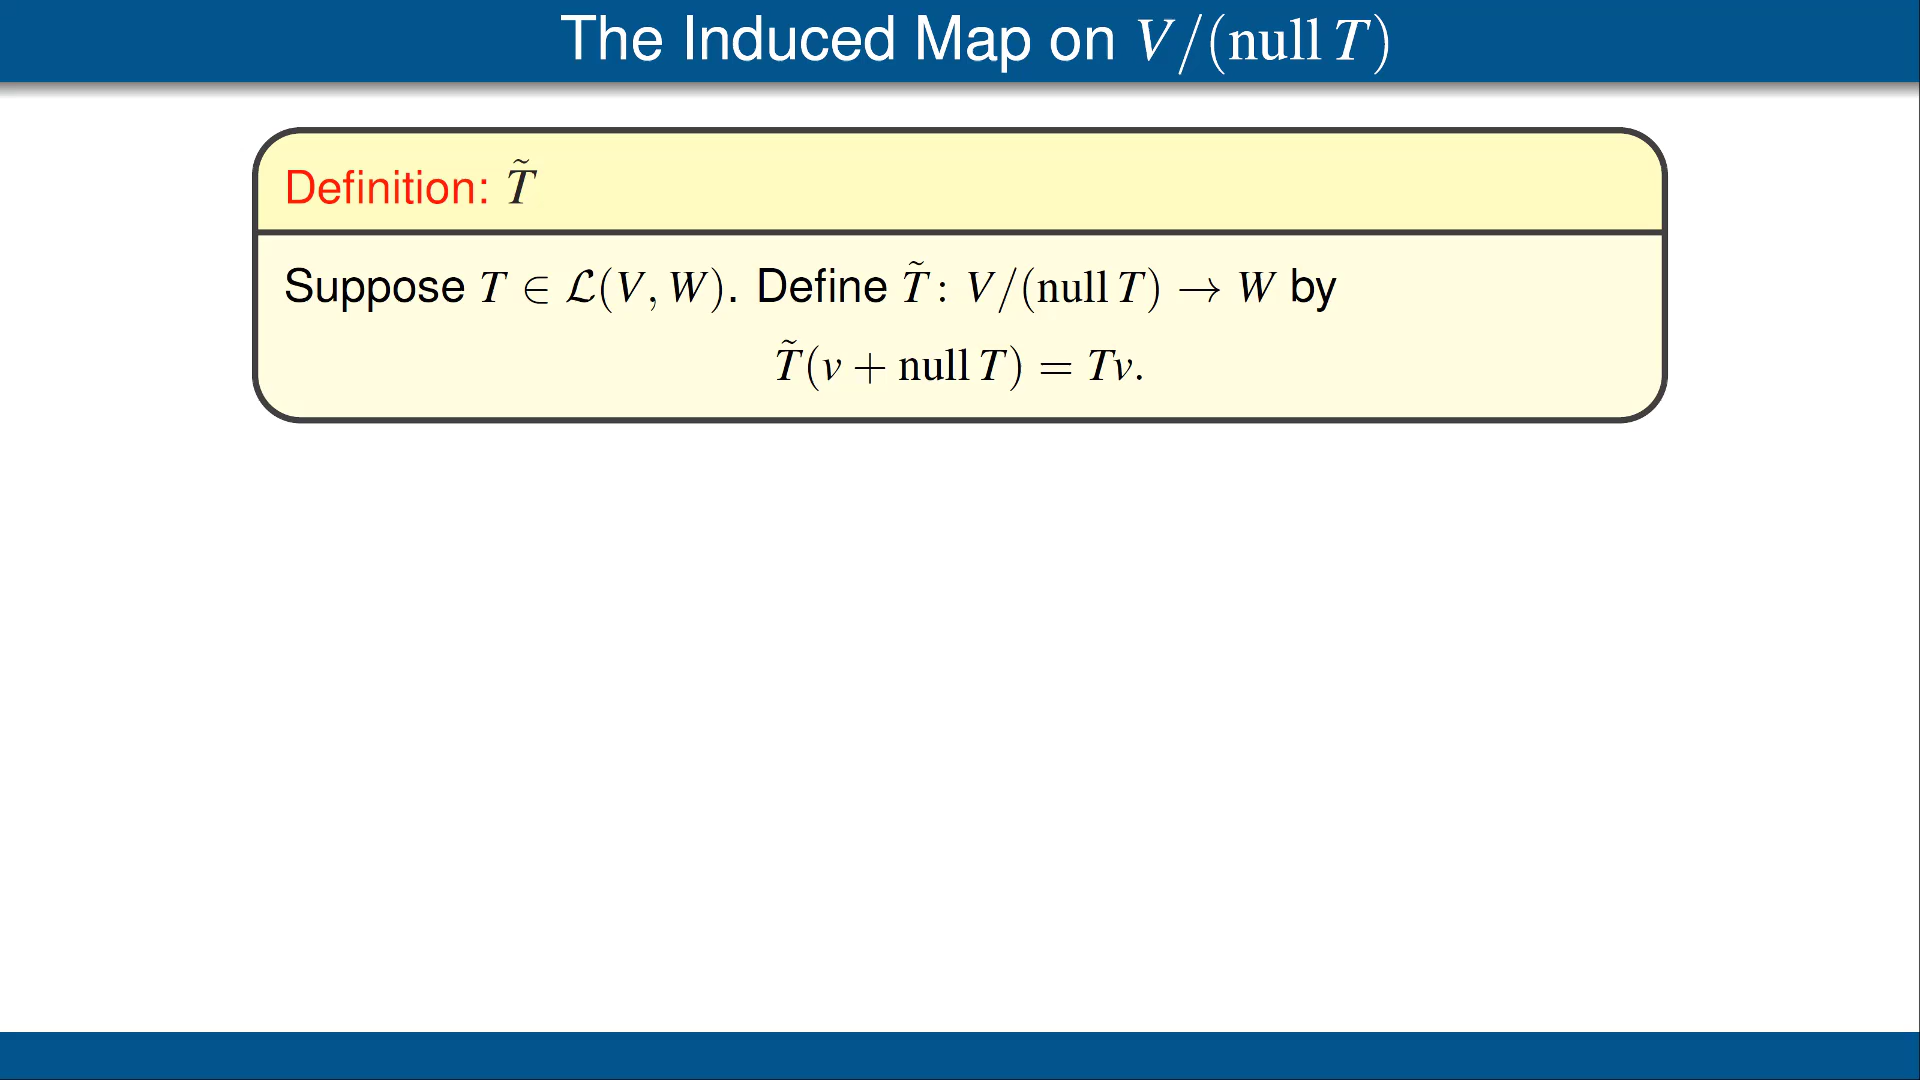 The Induced Map on V/(null T)
Definition: T̃
Suppose T ∈ ℒ(V, W). Define T̃ : V/(null T) → W by
T̃(v + null T) = Tv.